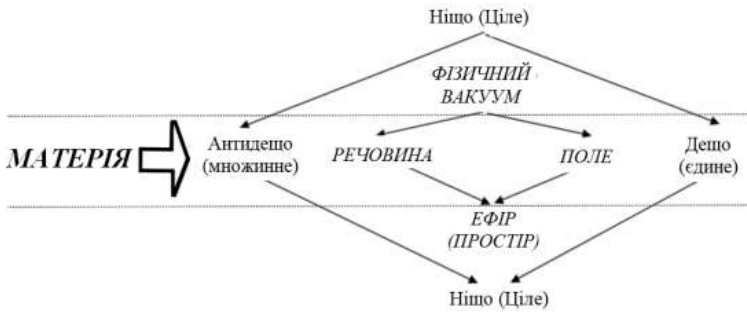 Ніщо (Ціле)
ФІЗИЧНИЙ
ВАКУУМ
МАТЕРІЯ
Антидещо
(множинне)
РЕЧОВИНА
ПОЛЕ
Дещо
(єдине)
ЕФІР
(ПРОСТІР)
Ніщо (Ціле)